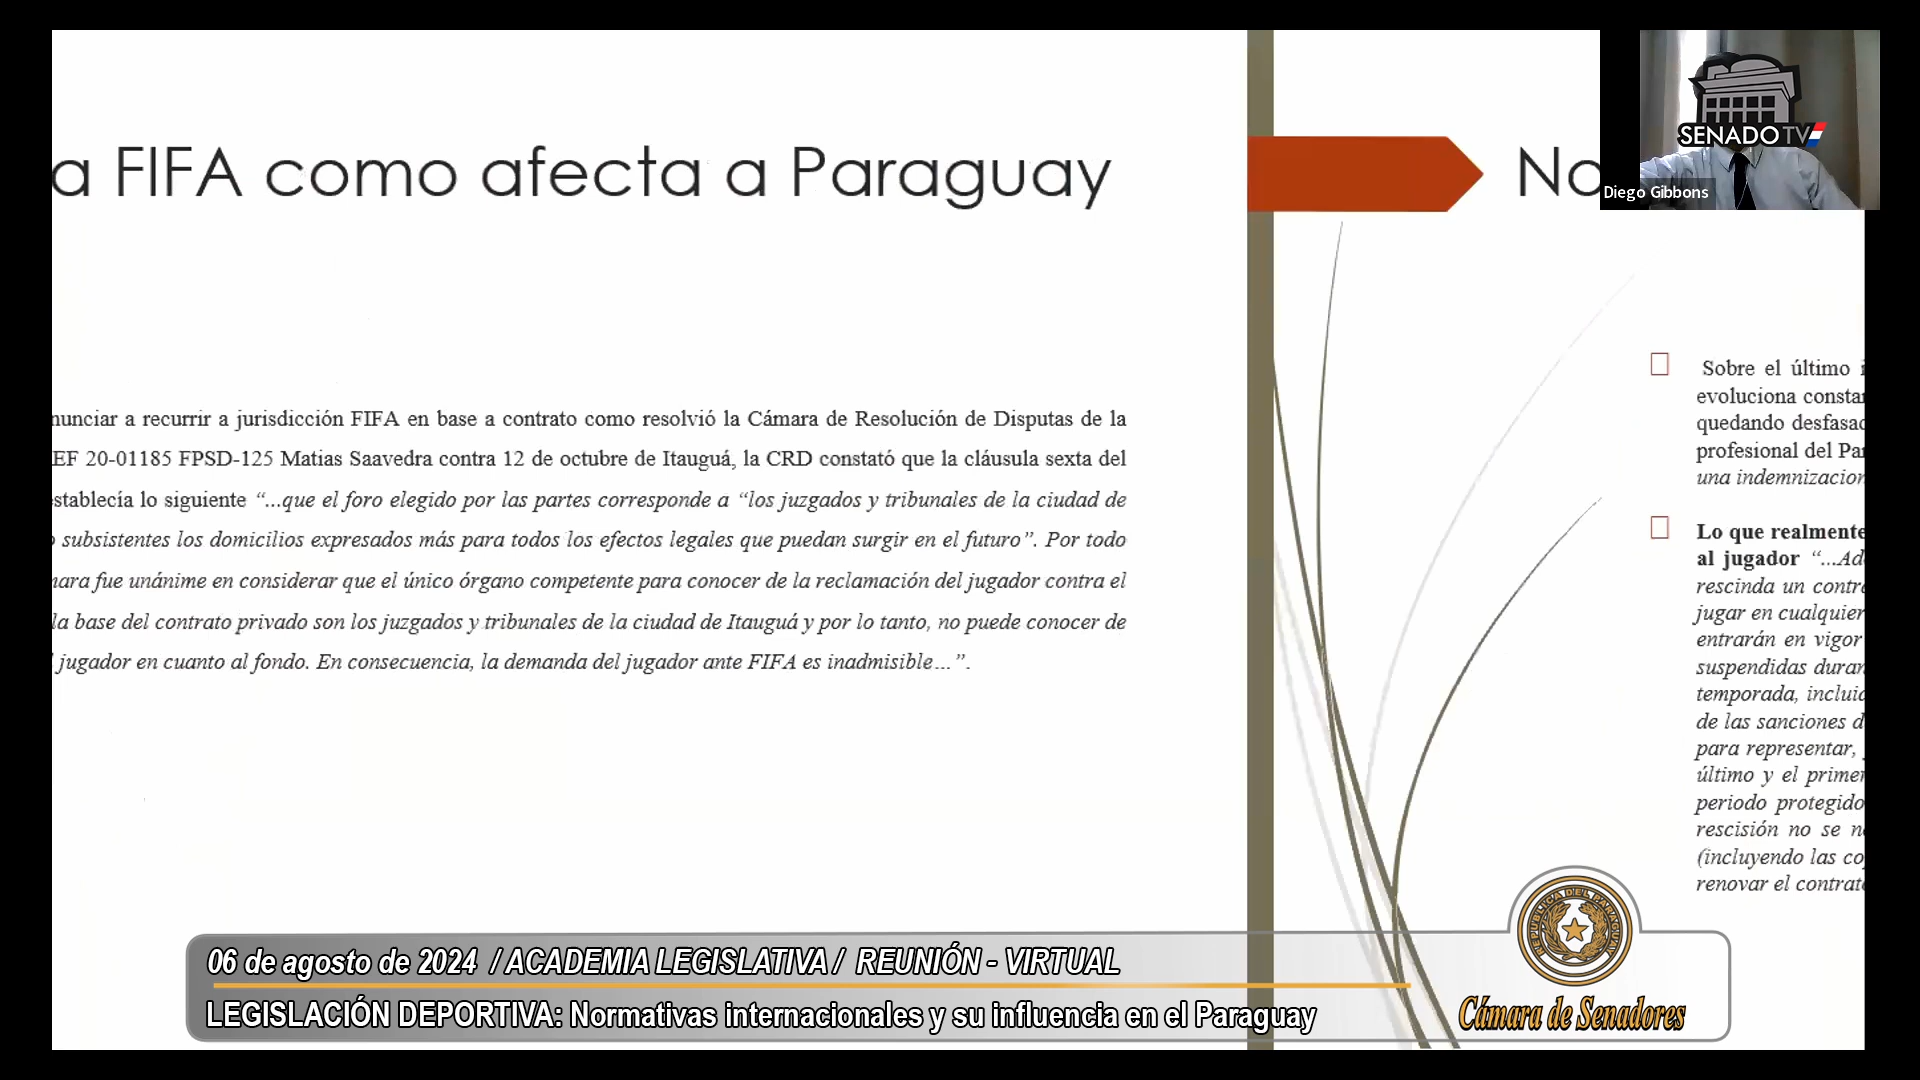 a FIFA como afecta a Paraguay
nunciar a recurrir a jurisdicción FIFA en base a contrato como resolvió la Cámara de Resolución de Disputas de la
EF 20-01185 FPSD-125 Matias Saavedra contra 12 de octubre de Itauguá, la CRD constató que la cláusula sexta del
stablecía lo siguiente “...que el foro elegido por las partes corresponde a “los juzgados y tribunales de la ciudad de
subsistentes los domicilios expresados más para todos los efectos legales que puedan surgir en el futuro”. Por todo
nara fue unánime en considerar que el único órgano competente para conocer de la reclamación del jugador contra el
la base del contrato privado son los juzgados y tribunales de la ciudad de Itauguá y por lo tanto, no puede conocer de
jugador en cuanto al fondo. En consecuencia, la demanda del jugador ante FIFA es inadmisible...”.
No
SENADO TV
Diego Gibbons
Sobre el último
evoluciona constan
quedando desfasad
profesional del Pa
una indemnizacion
Lo que realmente
al jugador “...Ad
rescinda un contr
jugar en cualquier
entrarán en vigor
suspendidas duran
temporada, incluid
de las sanciones d
para representar,
último y el primer
periodo protegido
rescisión no se n
(incluyendo las co
renovar el contrat
REPUBLICA DEL PARAGUAY
06 de agosto de 2024 / ACADEMIA LEGISLATIVA / REUNIÓN - VIRTUAL
LEGISLACIÓN DEPORTIVA: Normativas internacionales y su influencia en el Paraguay
Cámara de Senadores